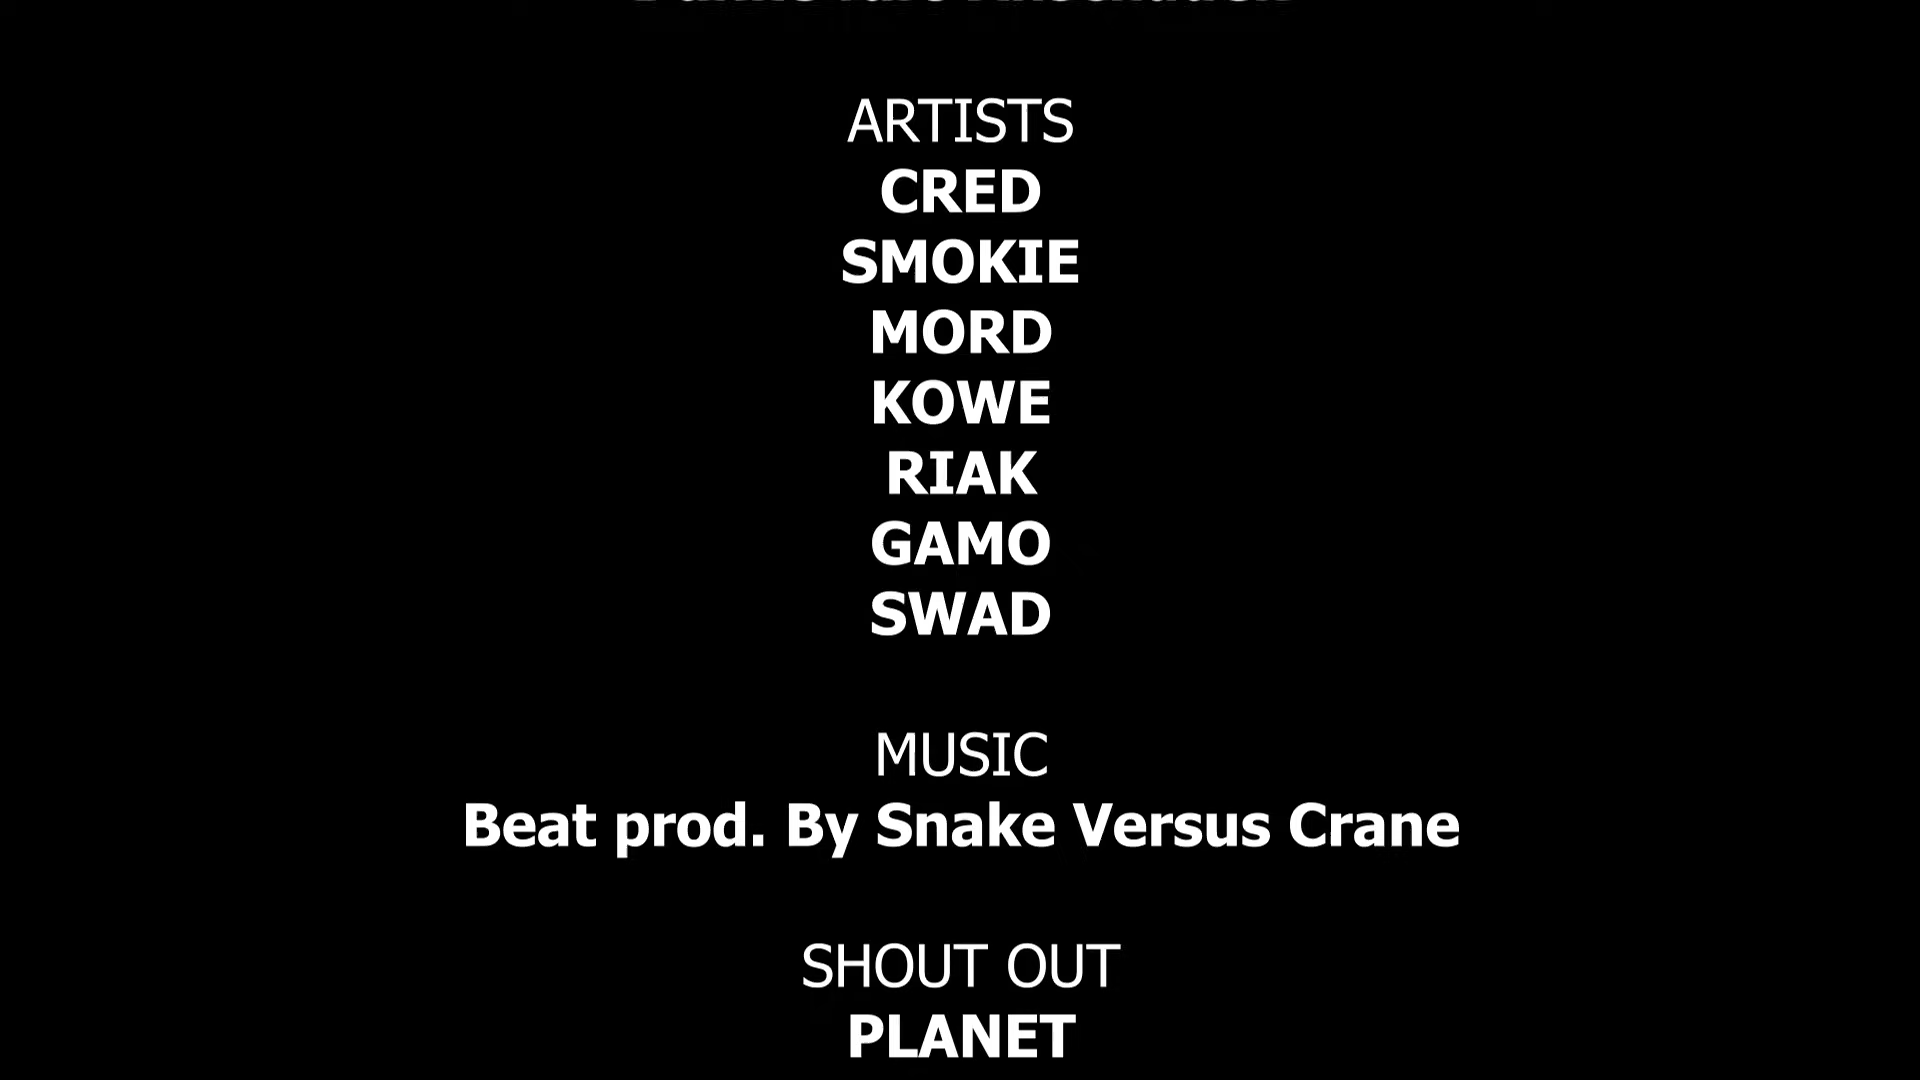 ARTISTS
CRED
SMOKIE
MORD
KOWE
RIAK
GAMO
SWAD
MUSIC
Beat prod. By Snake Versus Crane
SHOUT OUT
PLANET